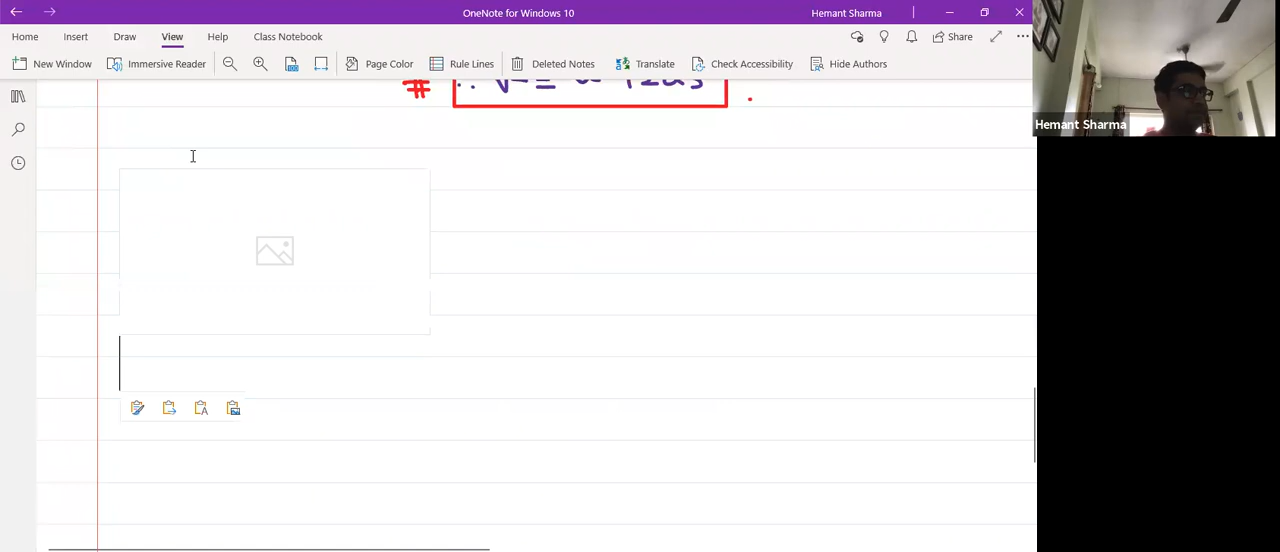 OneNote for Windows 10
Hemant Sharma
Home Insert Draw View Help Class Notebook
Share
New Window Immersive Reader Page Color Rule Lines Deleted Notes Translate Check Accessibility Hide Authors
#
Hemant Sharma